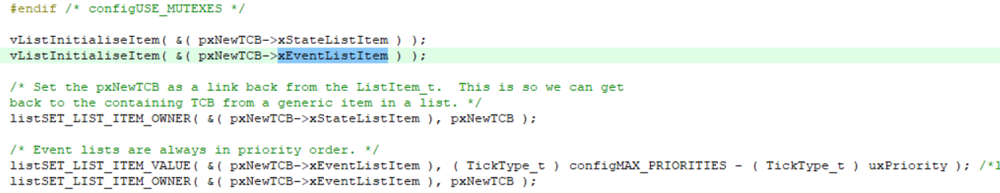 #endif /* configUSE_MUTEXES */
vListInitialiseItem( &( pxNewTCB->xStateListItem ) );
vListInitialiseItem( &( pxNewTCB->xEventListItem ) );
/* Set the pxNewTCB as a link back from the ListItem_t.  This is so we can get
back to the containing TCB from a generic item in a list. */
listSET_LIST_ITEM_OWNER( &( pxNewTCB->xStateListItem ), pxNewTCB );
/* Event lists are always in priority order. */
listSET_LIST_ITEM_VALUE( &( pxNewTCB->xEventListItem ), ( TickType_t ) configMAX_PRIORITIES - ( TickType_t ) uxPriority ); /*
listSET_LIST_ITEM_OWNER( &( pxNewTCB->xEventListItem ), pxNewTCB );